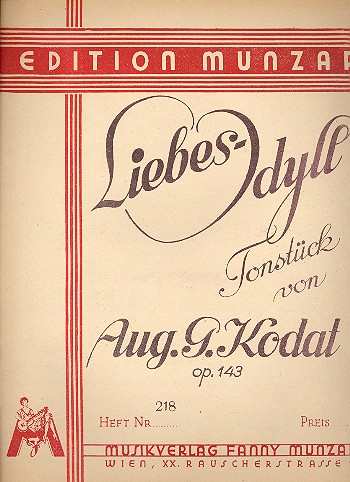 EDITION MUNZAR
Liebes-Idyll
Tonstück
von
Aug. G. Kodat
op. 143
218
HEFT NR......... PREIS.....
MUSIKVERLAG FANNY MUNZA
WIEN, XX. RAUSCHERSTRASSE